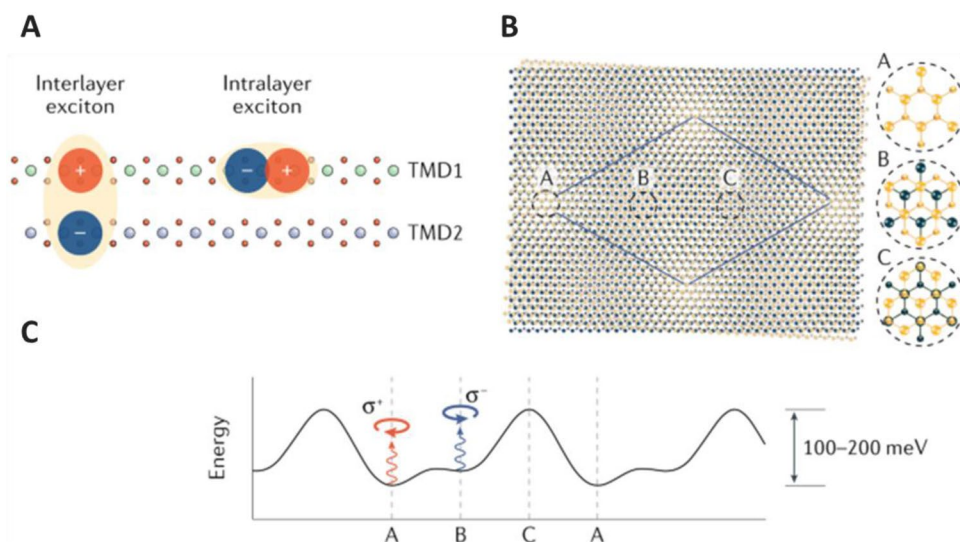 A
Interlayer
exciton
Intralayer
exciton
+
− +
TMD1
−
TMD2
B
A
B
C
A
B
C
C
Energy
σ⁺
σ⁻
100–200 meV
A
B
C
A